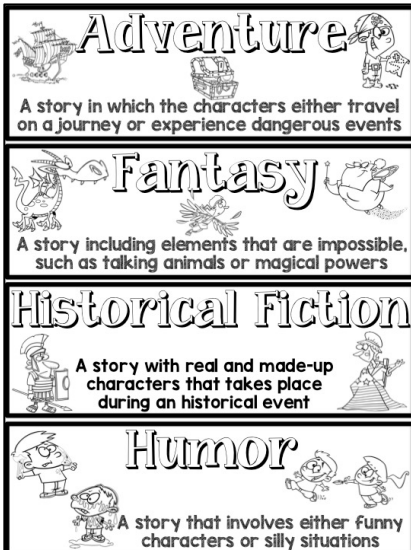 Adventure
A story in which the characters either travel
on a journey or experience dangerous events
Fantasy
A story including elements that are impossible,
such as talking animals or magical powers
Historical Fiction
A story with real and made-up
characters that takes place
during an historical event
Humor
A story that involves either funny
characters or silly situations